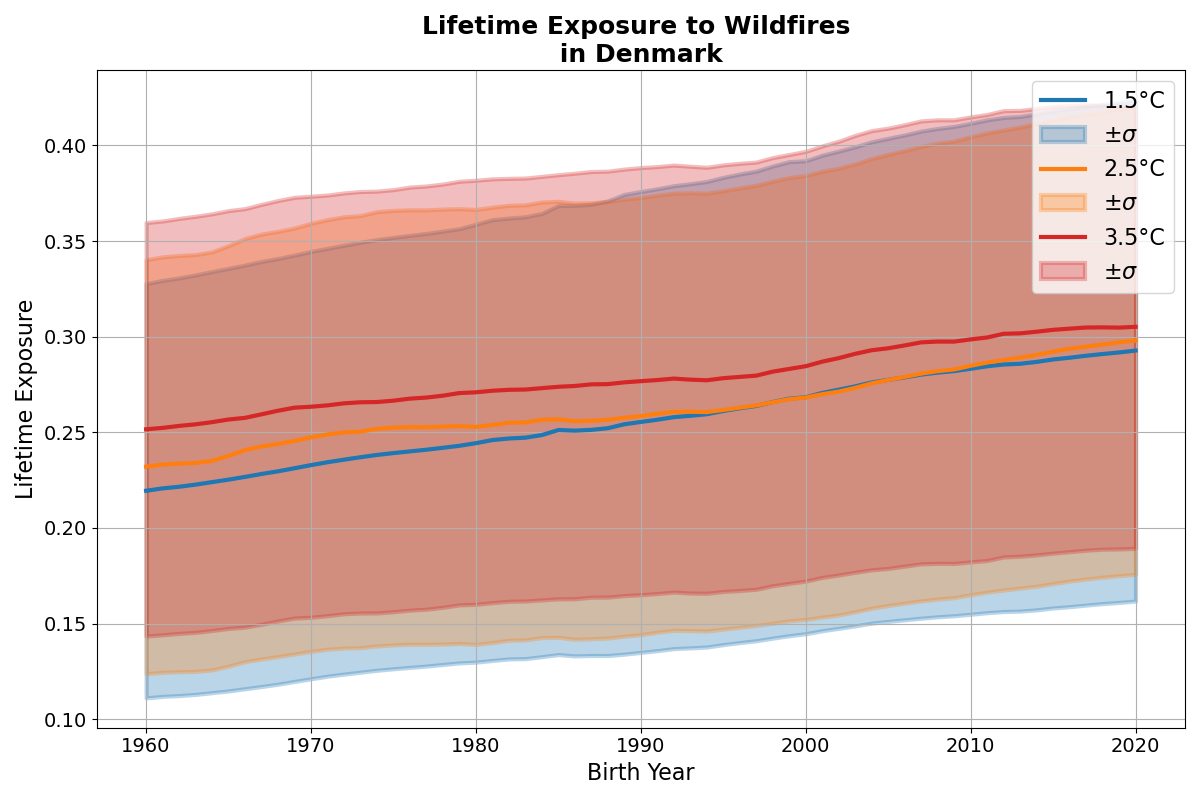 Lifetime Exposure to Wildfires
in Denmark
Lifetime Exposure
0.40
0.35
0.30
0.25
0.20
0.15
0.10
1.5°C
±σ
2.5°C
±σ
3.5°C
±σ
1960
1970
1980
1990
2000
2010
2020
Birth Year